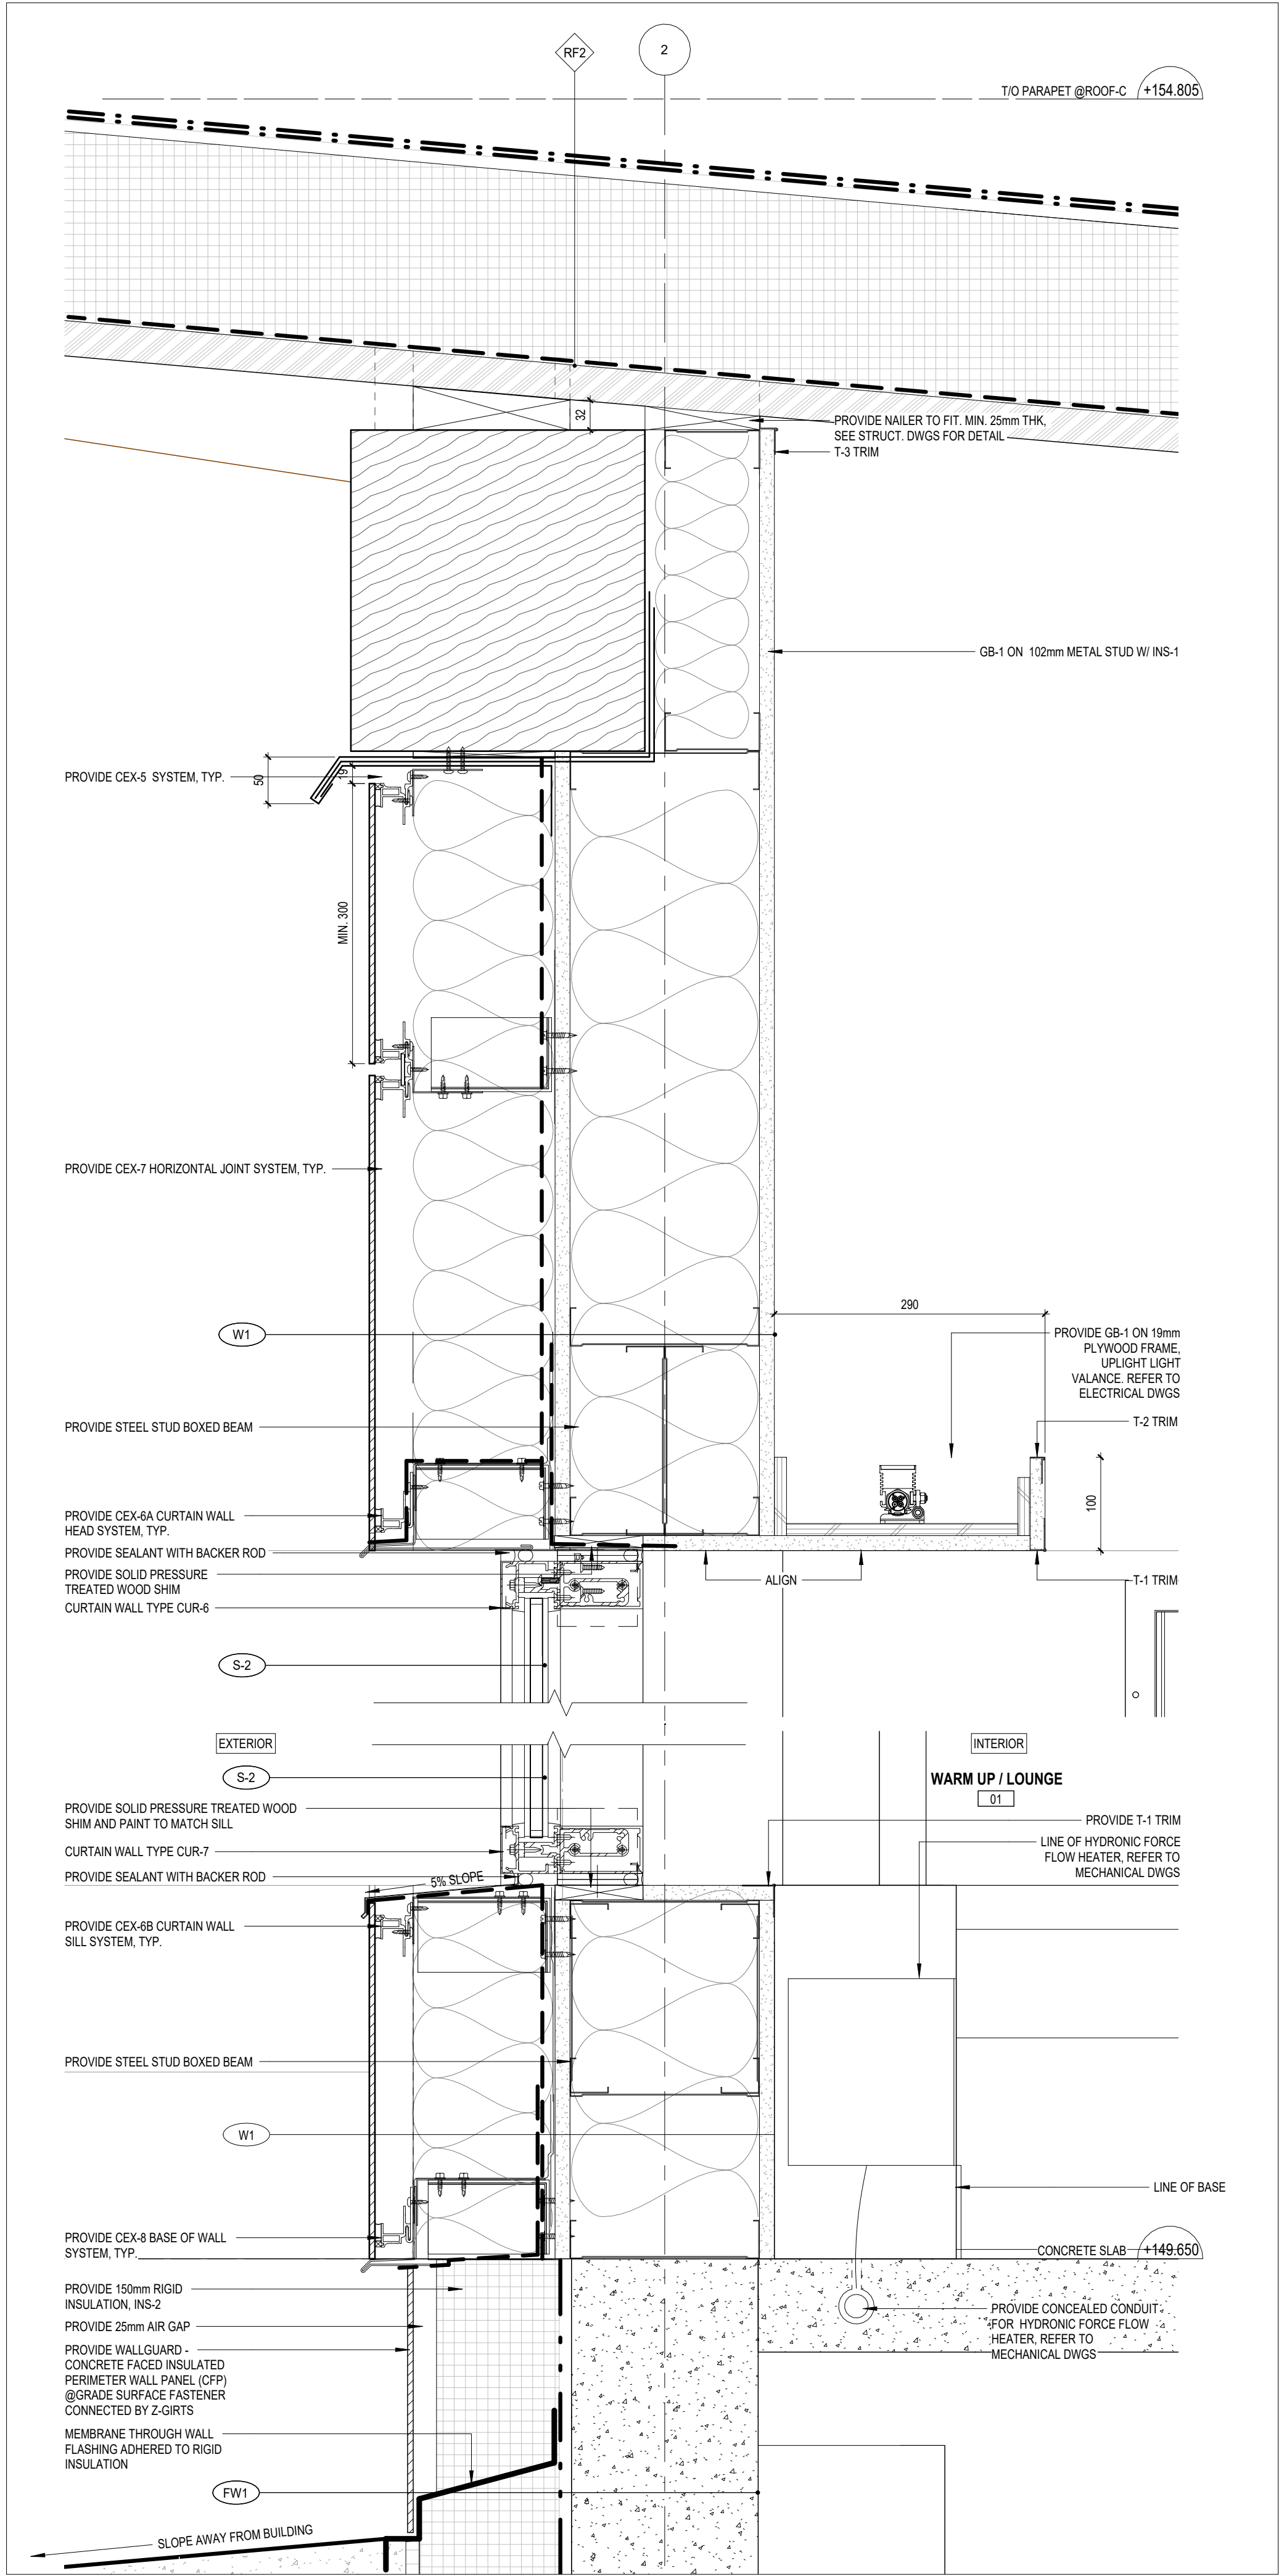 RF2
2
T/O PARAPET @ROOF-C
+154.805
32
PROVIDE NAILER TO FIT. MIN. 25mm THK,
SEE STRUCT. DWGS FOR DETAIL
T-3 TRIM
GB-1 ON 102mm METAL STUD W/ INS-1
PROVIDE CEX-5 SYSTEM, TYP.
50
19
MIN. 300
PROVIDE CEX-7 HORIZONTAL JOINT SYSTEM, TYP.
290
W1
PROVIDE GB-1 ON 19mm
PLYWOOD FRAME,
UPLIGHT LIGHT
VALANCE. REFER TO
ELECTRICAL DWGS
T-2 TRIM
PROVIDE STEEL STUD BOXED BEAM
100
PROVIDE CEX-6A CURTAIN WALL
HEAD SYSTEM, TYP.
PROVIDE SEALANT WITH BACKER ROD
PROVIDE SOLID PRESSURE
TREATED WOOD SHIM
ALIGN
T-1 TRIM
CURTAIN WALL TYPE CUR-6
S-2
EXTERIOR
INTERIOR
S-2
WARM UP / LOUNGE
01
PROVIDE SOLID PRESSURE TREATED WOOD
SHIM AND PAINT TO MATCH SILL
PROVIDE T-1 TRIM
CURTAIN WALL TYPE CUR-7
LINE OF HYDRONIC FORCE
FLOW HEATER, REFER TO
MECHANICAL DWGS
PROVIDE SEALANT WITH BACKER ROD
5% SLOPE
PROVIDE CEX-6B CURTAIN WALL
SILL SYSTEM, TYP.
PROVIDE STEEL STUD BOXED BEAM
W1
LINE OF BASE
PROVIDE CEX-8 BASE OF WALL
SYSTEM, TYP.
CONCRETE SLAB
+149.650
PROVIDE 150mm RIGID
INSULATION, INS-2
PROVIDE 25mm AIR GAP
PROVIDE CONCEALED CONDUIT
FOR HYDRONIC FORCE FLOW
HEATER, REFER TO
MECHANICAL DWGS
PROVIDE WALLGUARD -
CONCRETE FACED INSULATED
PERIMETER WALL PANEL (CFP)
@GRADE SURFACE FASTENER
CONNECTED BY Z-GIRTS
MEMBRANE THROUGH WALL
FLASHING ADHERED TO RIGID
INSULATION
FW1
SLOPE AWAY FROM BUILDING